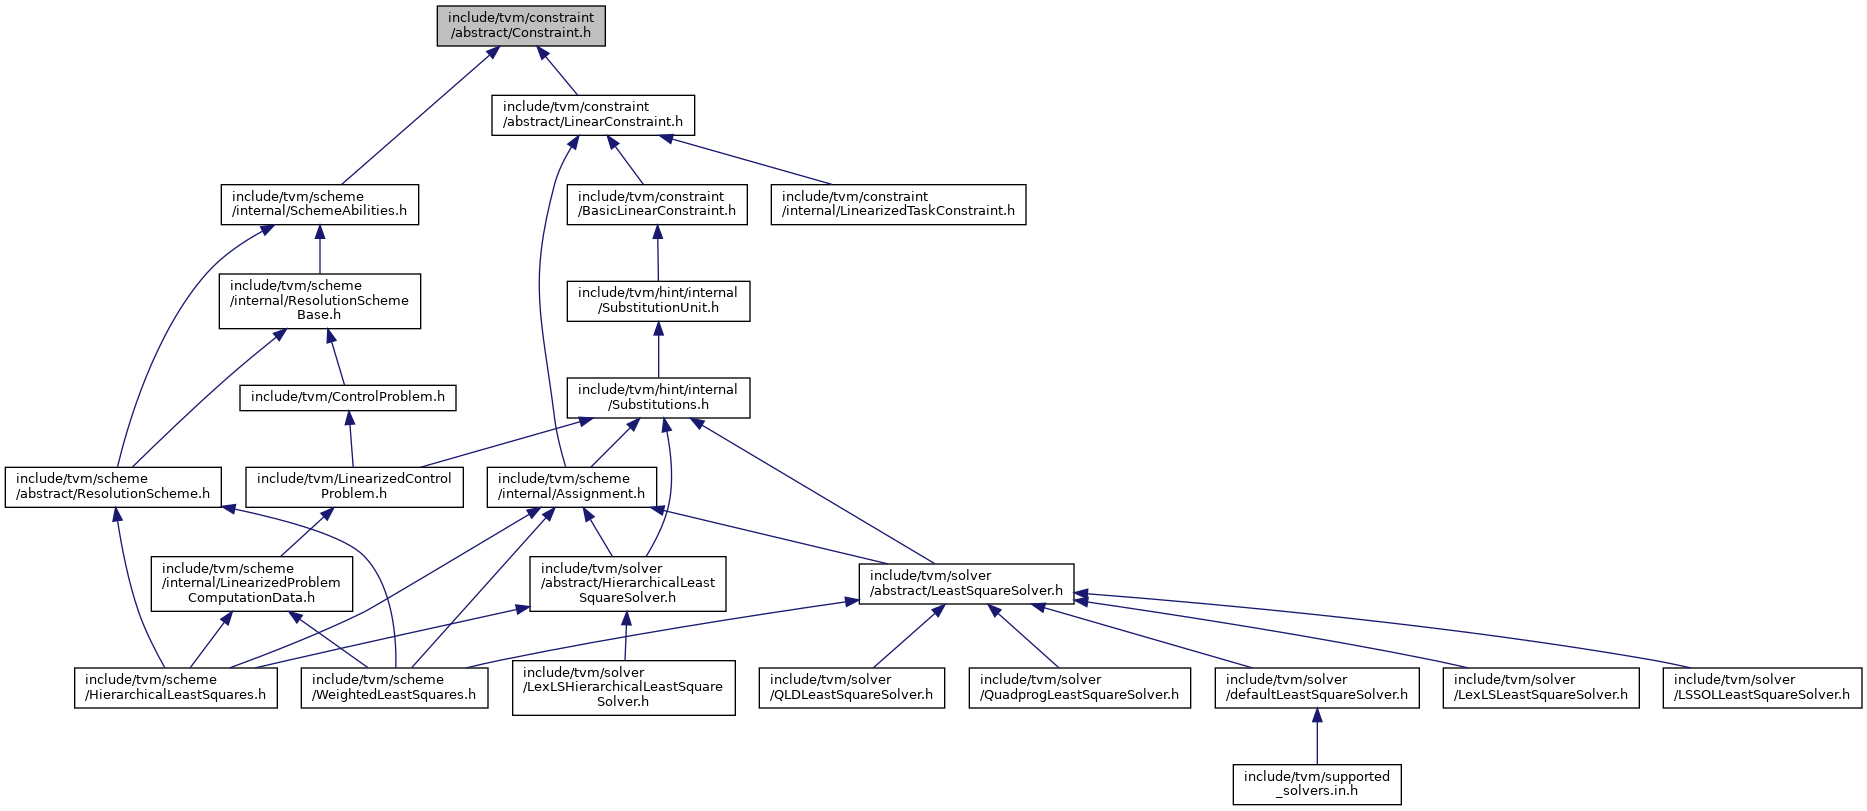 include/tvm/constraint
/abstract/Constraint.h
include/tvm/constraint
/abstract/LinearConstraint.h
include/tvm/scheme
/internal/SchemeAbilities.h
include/tvm/constraint
/BasicLinearConstraint.h
include/tvm/constraint
/internal/LinearizedTaskConstraint.h
include/tvm/scheme
/internal/ResolutionScheme
Base.h
include/tvm/hint/internal
/SubstitutionUnit.h
include/tvm/ControlProblem.h
include/tvm/hint/internal
/Substitutions.h
include/tvm/scheme
/abstract/ResolutionScheme.h
include/tvm/LinearizedControl
Problem.h
include/tvm/scheme
/internal/Assignment.h
include/tvm/scheme
/internal/LinearizedProblem
ComputationData.h
include/tvm/solver
/abstract/HierarchicalLeast
SquareSolver.h
include/tvm/solver
/abstract/LeastSquareSolver.h
include/tvm/scheme
/HierarchicalLeastSquares.h
include/tvm/scheme
/WeightedLeastSquares.h
include/tvm/solver
/LexLSHierarchicalLeastSquare
Solver.h
include/tvm/solver
/QLDLeastSquareSolver.h
include/tvm/solver
/QuadprogLeastSquareSolver.h
include/tvm/solver
/defaultLeastSquareSolver.h
include/tvm/solver
/LexLSLeastSquareSolver.h
include/tvm/solver
/LSSOLLeastSquareSolver.h
include/tvm/supported
_solvers.in.h